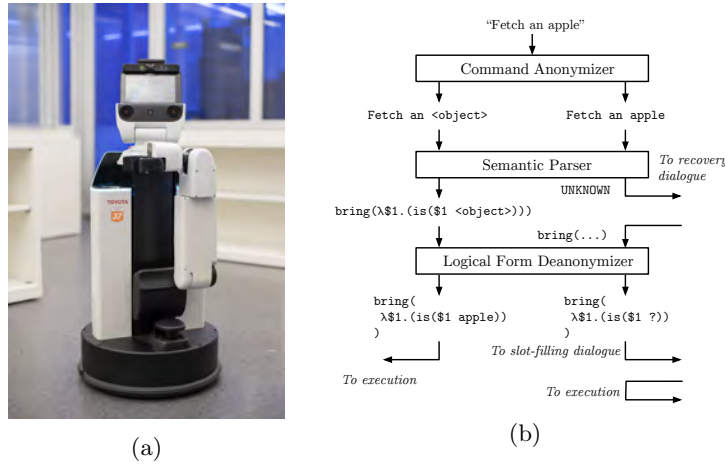 TOYOTA
37
(a)
"Fetch an apple"
Command Anonymizer
Fetch an <object>
Fetch an apple
Semantic Parser
To recovery
dialogue
UNKNOWN
bring(λ$1.(is($1 <object>)))
bring(...)
Logical Form Deanonymizer
bring(
λ$1.(is($1 apple))
)
bring(
λ$1.(is($1 ?))
)
To slot-filling dialogue
To execution
To execution
(b)